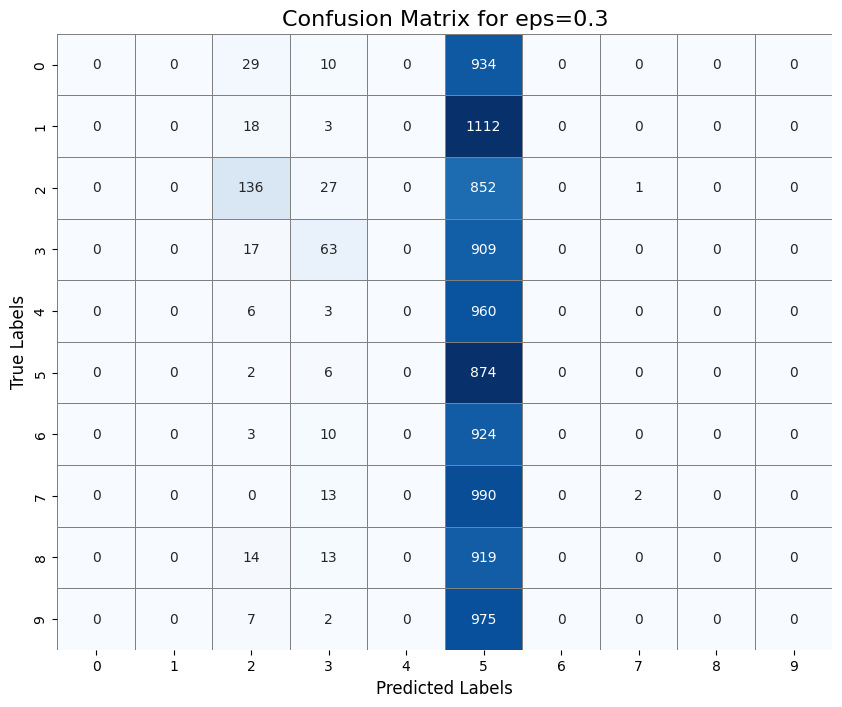 Confusion Matrix for eps=0.3
0 0 0 29 10 0 934 0 0 0 0
1 0 0 18 3 0 1112 0 0 0 0
2 0 0 136 27 0 852 0 1 0 0
3 0 0 17 63 0 909 0 0 0 0
4 0 0 6 3 0 960 0 0 0 0
5 0 0 2 6 0 874 0 0 0 0
6 0 0 3 10 0 924 0 0 0 0
7 0 0 0 13 0 990 0 2 0 0
8 0 0 14 13 0 919 0 0 0 0
9 0 0 7 2 0 975 0 0 0 0
True Labels
0 1 2 3 4 5 6 7 8 9
Predicted Labels